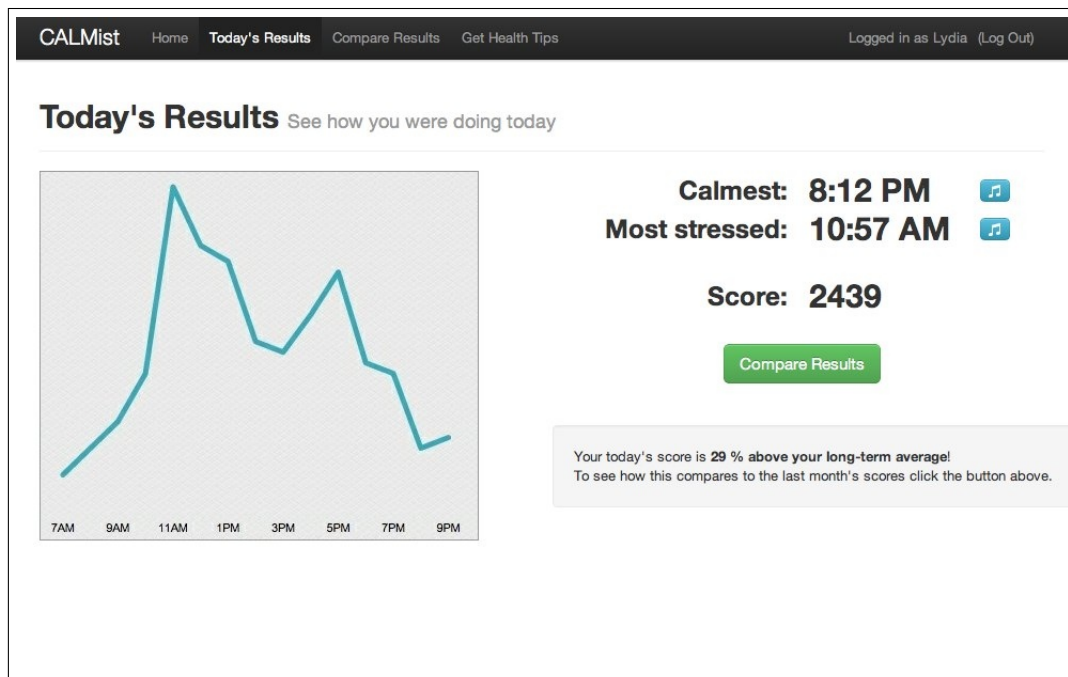 CALMist Home Today's Results Compare Results Get Health Tips Logged in as Lydia (Log Out)
Today's Results See how you were doing today
Calmest: 8:12 PM
Most stressed: 10:57 AM
Score: 2439
Compare Results
Your today's score is 29 % above your long-term average!
To see how this compares to the last month's scores click the button above.
7AM 9AM 11AM 1PM 3PM 5PM 7PM 9PM